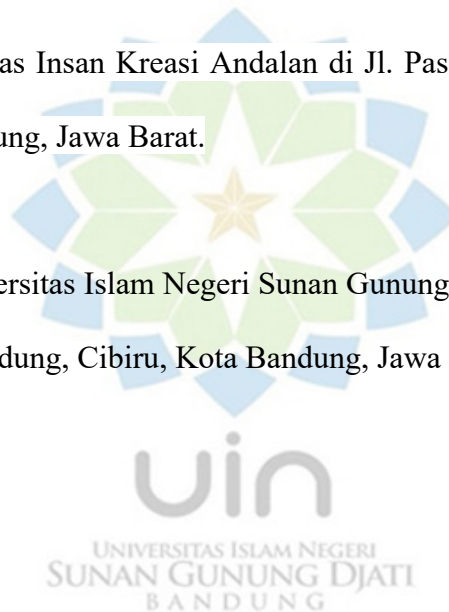 as Insan Kreasi Andalan di Jl. Pas
ung, Jawa Barat.
ersitas Islam Negeri Sunan Gunung
dung, Cibiru, Kota Bandung, Jawa
uin
UNIVERSITAS ISLAM NEGERI
SUNAN GUNUNG DJATI
BANDUNG